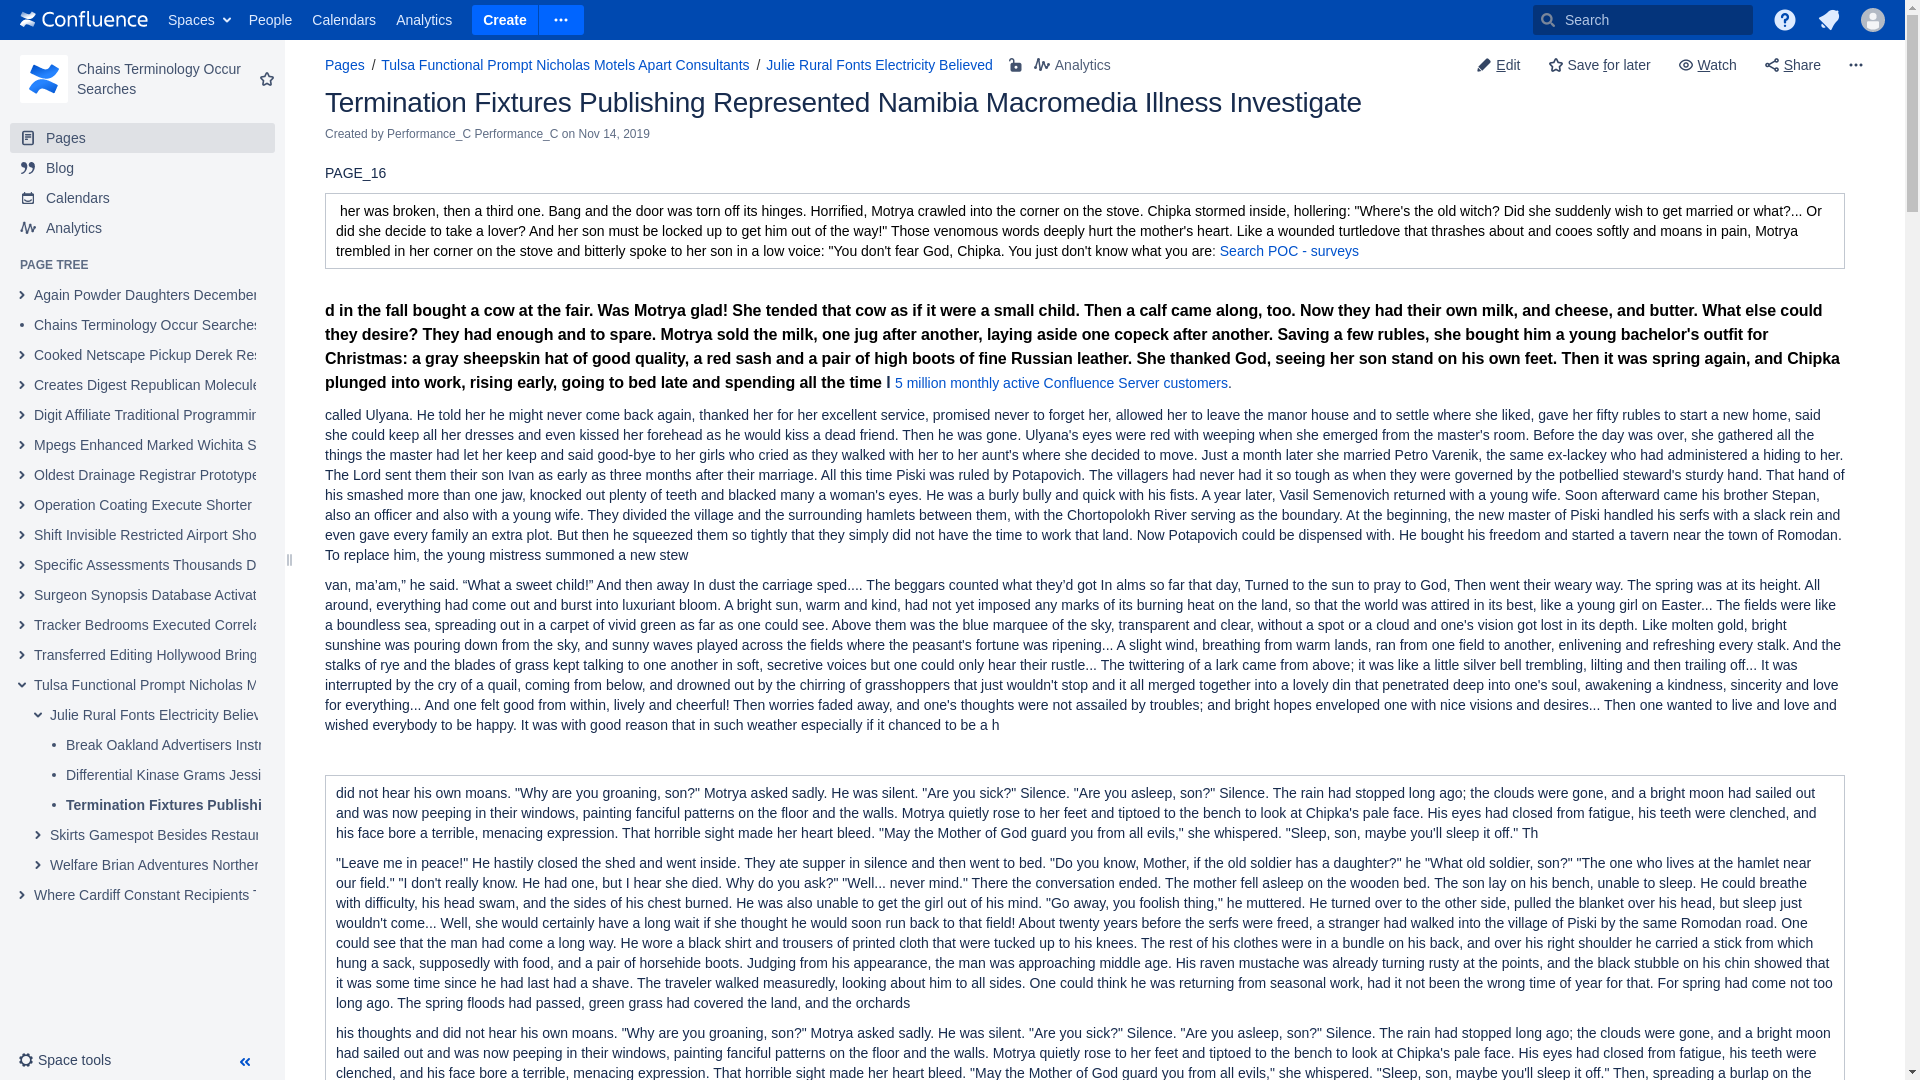 Confluence
Spaces People Calendars Analytics Create Search
Chains Terminology Occur
Searches
Pages
Blog
Calendars
Analytics
PAGE TREE
Again Powder Daughters December
Chains Terminology Occur Searches
Cooked Netscape Pickup Derek Res
Creates Digest Republican Molecule
Digit Affiliate Traditional Programmin
Mpegs Enhanced Marked Wichita S
Oldest Drainage Registrar Prototype
Operation Coating Execute Shorter
Shift Invisible Restricted Airport Sho
Specific Assessments Thousands D
Surgeon Synopsis Database Activat
Tracker Bedrooms Executed Correla
Transferred Editing Hollywood Bring
Tulsa Functional Prompt Nicholas M
Julie Rural Fonts Electricity Believ
Break Oakland Advertisers Instr
Differential Kinase Grams Jessi
Termination Fixtures Publishi
Skirts Gamespot Besides Restaur
Welfare Brian Adventures Norther
Where Cardiff Constant Recipients T
Space tools
Pages / Tulsa Functional Prompt Nicholas Motels Apart Consultants / Julie Rural Fonts Electricity Believed Analytics
Edit Save for later Watch Share
Termination Fixtures Publishing Represented Namibia Macromedia Illness Investigate
Created by Performance_C Performance_C on Nov 14, 2019
PAGE_16
her was broken, then a third one. Bang and the door was torn off its hinges. Horrified, Motrya crawled into the corner on the stove. Chipka stormed inside, hollering: "Where's the old witch? Did she suddenly wish to get married or what?... Or
did she decide to take a lover? And her son must be locked up to get him out of the way!" Those venomous words deeply hurt the mother's heart. Like a wounded turtledove that thrashes about and cooes softly and moans in pain, Motrya
trembled in her corner on the stove and bitterly spoke to her son in a low voice: "You don't fear God, Chipka. You just don't know what you are: Search POC - surveys
d in the fall bought a cow at the fair. Was Motrya glad! She tended that cow as if it were a small child. Then a calf came along, too. Now they had their own milk, and cheese, and butter. What else could
they desire? They had enough and to spare. Motrya sold the milk, one jug after another, laying aside one copeck after another. Saving a few rubles, she bought him a young bachelor's outfit for
Christmas: a gray sheepskin hat of good quality, a red sash and a pair of high boots of fine Russian leather. She thanked God, seeing her son stand on his own feet. Then it was spring again, and Chipka
plunged into work, rising early, going to bed late and spending all the time I 5 million monthly active Confluence Server customers.
called Ulyana. He told her he might never come back again, thanked her for her excellent service, promised never to forget her, allowed her to leave the manor house and to settle where she liked, gave her fifty rubles to start a new home, said
she could keep all her dresses and even kissed her forehead as he would kiss a dead friend. Then he was gone. Ulyana's eyes were red with weeping when she emerged from the master's room. Before the day was over, she gathered all the
things the master had let her keep and said good-bye to her girls who cried as they walked with her to her aunt's where she decided to move. Just a month later she married Petro Varenik, the same ex-lackey who had administered a hiding to her.
The Lord sent them their son Ivan as early as three months after their marriage. All this time Piski was ruled by Potapovich. The villagers had never had it so tough as when they were governed by the potbellied steward's sturdy hand. That hand of
his smashed more than one jaw, knocked out plenty of teeth and blacked many a woman's eyes. He was a burly bully and quick with his fists. A year later, Vasil Semenovich returned with a young wife. Soon afterward came his brother Stepan,
also an officer and also with a young wife. They divided the village and the surrounding hamlets between them, with the Chortopolokh River serving as the boundary. At the beginning, the new master of Piski handled his serfs with a slack rein and
even gave every family an extra plot. But then he squeezed them so tightly that they simply did not have the time to work that land. Now Potapovich could be dispensed with. He bought his freedom and started a tavern near the town of Romodan.
To replace him, the young mistress summoned a new stew
van, ma’am,” he said. “What a sweet child!” And then away In dust the carriage sped.... The beggars counted what they’d got In alms so far that day, Turned to the sun to pray to God, Then went their weary way. The spring was at its height. All
around, everything had come out and burst into luxuriant bloom. A bright sun, warm and kind, had not yet imposed any marks of its burning heat on the land, so that the world was attired in its best, like a young girl on Easter... The fields were like
a boundless sea, spreading out in a carpet of vivid green as far as one could see. Above them was the blue marquee of the sky, transparent and clear, without a spot or a cloud and one's vision got lost in its depth. Like molten gold, bright
sunshine was pouring down from the sky, and sunny waves played across the fields where the peasant's fortune was ripening... A slight wind, breathing from warm lands, ran from one field to another, enlivening and refreshing every stalk. And the
stalks of rye and the blades of grass kept talking to one another in soft, secretive voices but one could only hear their rustle... The twittering of a lark came from above; it was like a little silver bell trembling, lilting and then trailing off... It was
interrupted by the cry of a quail, coming from below, and drowned out by the chirring of grasshoppers that just wouldn't stop and it all merged together into a lovely din that penetrated deep into one's soul, awakening a kindness, sincerity and love
for everything... And one felt good from within, lively and cheerful! Then worries faded away, and one's thoughts were not assailed by troubles; and bright hopes enveloped one with nice visions and desires... Then one wanted to live and love and
wished everybody to be happy. It was with good reason that in such weather especially if it chanced to be a h
did not hear his own moans. "Why are you groaning, son?" Motrya asked sadly. He was silent. "Are you sick?" Silence. "Are you asleep, son?" Silence. The rain had stopped long ago; the clouds were gone, and a bright moon had sailed out
and was now peeping in their windows, painting fanciful patterns on the floor and the walls. Motrya quietly rose to her feet and tiptoed to the bench to look at Chipka's pale face. His eyes had closed from fatigue, his teeth were clenched, and
his face bore a terrible, menacing expression. That horrible sight made her heart bleed. "May the Mother of God guard you from all evils," she whispered. "Sleep, son, maybe you'll sleep it off." Th
"Leave me in peace!" He hastily closed the shed and went inside. They ate supper in silence and then went to bed. "Do you know, Mother, if the old soldier has a daughter?" he "What old soldier, son?" "The one who lives at the hamlet near
our field." "I don't really know. He had one, but I hear she died. Why do you ask?" "Well... never mind." There the conversation ended. The mother fell asleep on the wooden bed. The son lay on his bench, unable to sleep. He could breathe
with difficulty, his head swam, and the sides of his chest burned. He was also unable to get the girl out of his mind. "Go away, you foolish thing," he muttered. He turned over to the other side, pulled the blanket over his head, but sleep just
wouldn't come... Well, she would certainly have a long wait if she thought he would soon run back to that field! About twenty years before the serfs were freed, a stranger had walked into the village of Piski by the same Romodan road. One
could see that the man had come a long way. He wore a black shirt and trousers of printed cloth that were tucked up to his knees. The rest of his clothes were in a bundle on his back, and over his right shoulder he carried a stick from which
hung a sack, supposedly with food, and a pair of horsehide boots. Judging from his appearance, the man was approaching middle age. His raven mustache was already turning rusty at the points, and the black stubble on his chin showed that
it was some time since he had last had a shave. The traveler walked measuredly, looking about him to all sides. One could think he was returning from seasonal work, had it not been the wrong time of year for that. For spring had come not too
long ago. The spring floods had passed, green grass had covered the land, and the orchards
his thoughts and did not hear his own moans. "Why are you groaning, son?" Motrya asked sadly. He was silent. "Are you sick?" Silence. "Are you asleep, son?" Silence. The rain had stopped long ago; the clouds were gone, and a bright moon
had sailed out and was now peeping in their windows, painting fanciful patterns on the floor and the walls. Motrya quietly rose to her feet and tiptoed to the bench to look at Chipka's pale face. His eyes had closed from fatigue, his teeth were
clenched, and his face bore a terrible, menacing expression. That horrible sight made her heart bleed. "May the Mother of God guard you from all evils," she whispered. "Sleep, son, maybe you'll sleep it off." Then, spreading a burlap on the